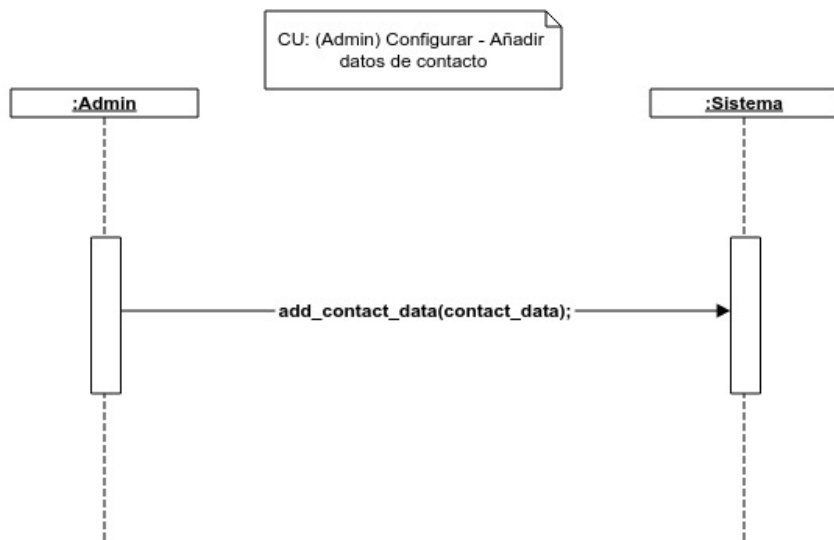 CU: (Admin) Configurar - Añadir
datos de contacto
:Admin
:Sistema
add_contact_data(contact_data);